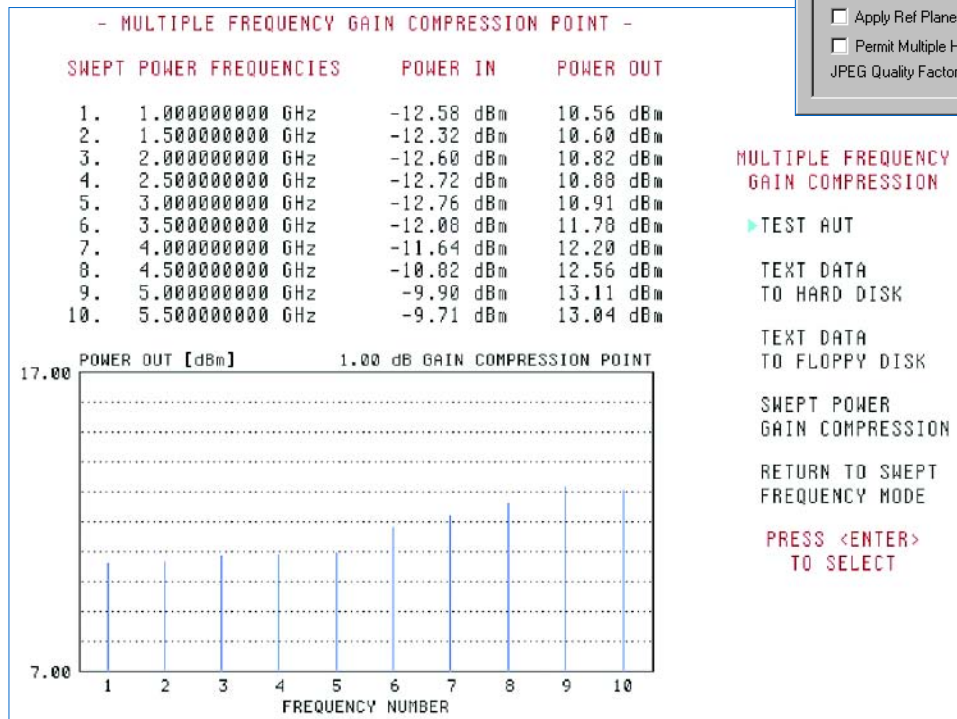 - MULTIPLE FREQUENCY GAIN COMPRESSION POINT -
SWEPT POWER FREQUENCIES POWER IN POWER OUT
1. 1.000000000 GHz -12.58 dBm 10.56 dBm
2. 1.500000000 GHz -12.32 dBm 10.60 dBm
3. 2.000000000 GHz -12.60 dBm 10.82 dBm
4. 2.500000000 GHz -12.72 dBm 10.88 dBm
5. 3.000000000 GHz -12.76 dBm 10.91 dBm
6. 3.500000000 GHz -12.08 dBm 11.78 dBm
7. 4.000000000 GHz -11.64 dBm 12.20 dBm
8. 4.500000000 GHz -10.82 dBm 12.56 dBm
9. 5.000000000 GHz -9.90 dBm 13.11 dBm
10. 5.500000000 GHz -9.71 dBm 13.04 dBm
POWER OUT [dBm] 1.00 dB GAIN COMPRESSION POINT
17.00
7.00
1 2 3 4 5 6 7 8 9 10
FREQUENCY NUMBER
Apply Ref Plane
Permit Multiple H
JPEG Quality Factor
MULTIPLE FREQUENCY
GAIN COMPRESSION
TEST AUT
TEXT DATA
TO HARD DISK
TEXT DATA
TO FLOPPY DISK
SWEPT POWER
GAIN COMPRESSION
RETURN TO SWEPT
FREQUENCY MODE
PRESS <ENTER>
TO SELECT